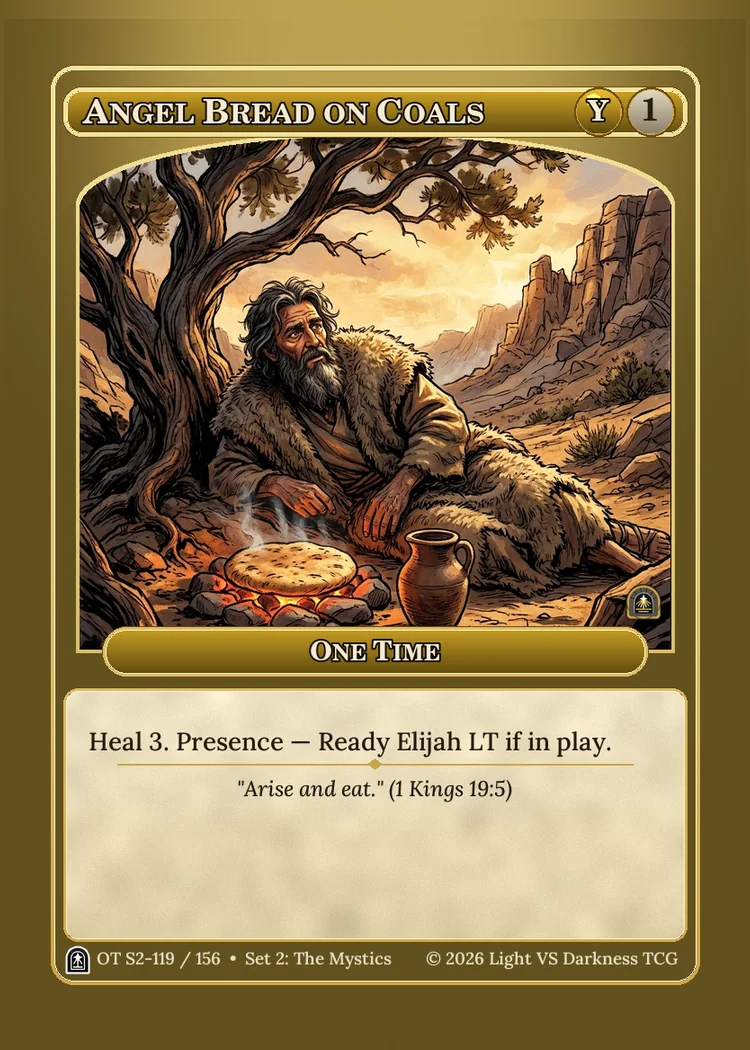 Angel Bread on Coals Y 1
One Time
Heal 3. Presence — Ready Elijah LT if in play.
"Arise and eat." (1 Kings 19:5)
OT S2-119 / 156 • Set 2: The Mystics © 2026 Light VS Darkness TCG